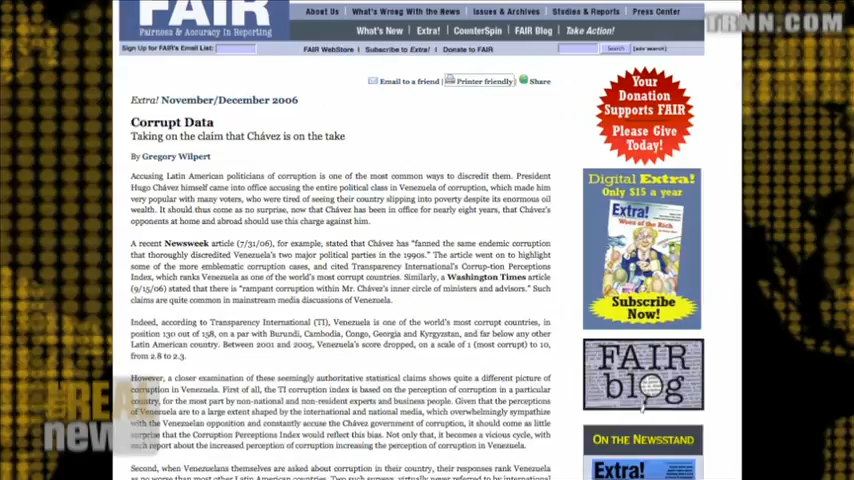 FAIR
Fairness & Accuracy In Reporting
About Us | What's Wrong With the News | Issues & Archives | Studies & Reports | Press Center
TRNN.COM
What's New | Extra! | CounterSpin | FAIR Blog | Take Action!
Sign Up for FAIR's Email List:
FAIR WebStore | Subscribe to Extra! | Donate to FAIR
Search
Email to a friend | Printer friendly | Share
Extra! November/December 2006
Corrupt Data
Taking on the claim that Chávez is on the take
By Gregory Wilpert
Accusing Latin American politicians of corruption is one of the most common ways to discredit them. President
Hugo Chávez himself came into office accusing the entire political class in Venezuela of corruption, which made him
very popular with many voters, who were tired of seeing their country slipping into poverty despite its enormous oil
wealth. It should thus come as no surprise, now that Chávez has been in office for nearly eight years, that Chávez's
opponents at home and abroad should use this charge against him.
A recent Newsweek article (7/31/06), for example, stated that Chávez has "fanned the same endemic corruption
that thoroughly discredited Venezuela's two major political parties in the 1990s." The article went on to highlight
some of the more emblematic corruption cases, and cited Transparency International's Corrup-tion Perceptions
Index, which ranks Venezuela as one of the world's most corrupt countries. Similarly, a Washington Times article
(9/15/06) stated that there is "rampant corruption within Mr. Chávez's inner circle of ministers and advisors." Such
claims are quite common in mainstream media discussions of Venezuela.
Indeed, according to Transparency International (TI), Venezuela is one of the world's most corrupt countries, in
position 130 out of 158, on a par with Burundi, Cambodia, Congo, Georgia and Kyrgyzstan, and far below any other
Latin American country. Between 2001 and 2005, Venezuela's score dropped, on a scale of 1 (most corrupt) to 10,
from 2.8 to 2.3.
However, a closer examination of these seemingly authoritative statistical claims shows quite a different picture of
corruption in Venezuela. First of all, the TI corruption index is based on the perception of corruption in a particular
country, for the most part by non-national and non-resident experts and business people. Given that the perceptions
of Venezuela are to a large extent shaped by the international and national media, which overwhelmingly sympathize
with the Venezuelan opposition and constantly accuse the Chávez government of corruption, it should come as little
surprise that the Corruption Perceptions Index would reflect this bias. Not only that, it becomes a vicious cycle, with
each report about the increased perception of corruption increasing the perception of corruption in Venezuela.
Second, when Venezuelans themselves are asked about corruption in their country, their responses rank Venezuela
Your
Donation
Supports FAIR
Please Give
Today!
Digital Extra!
Only $15 a year
Extra!
Woes of the Rich
Subscribe
Now!
FAIR
blog
ON THE NEWSSTAND
Extra!
THE REAL
news